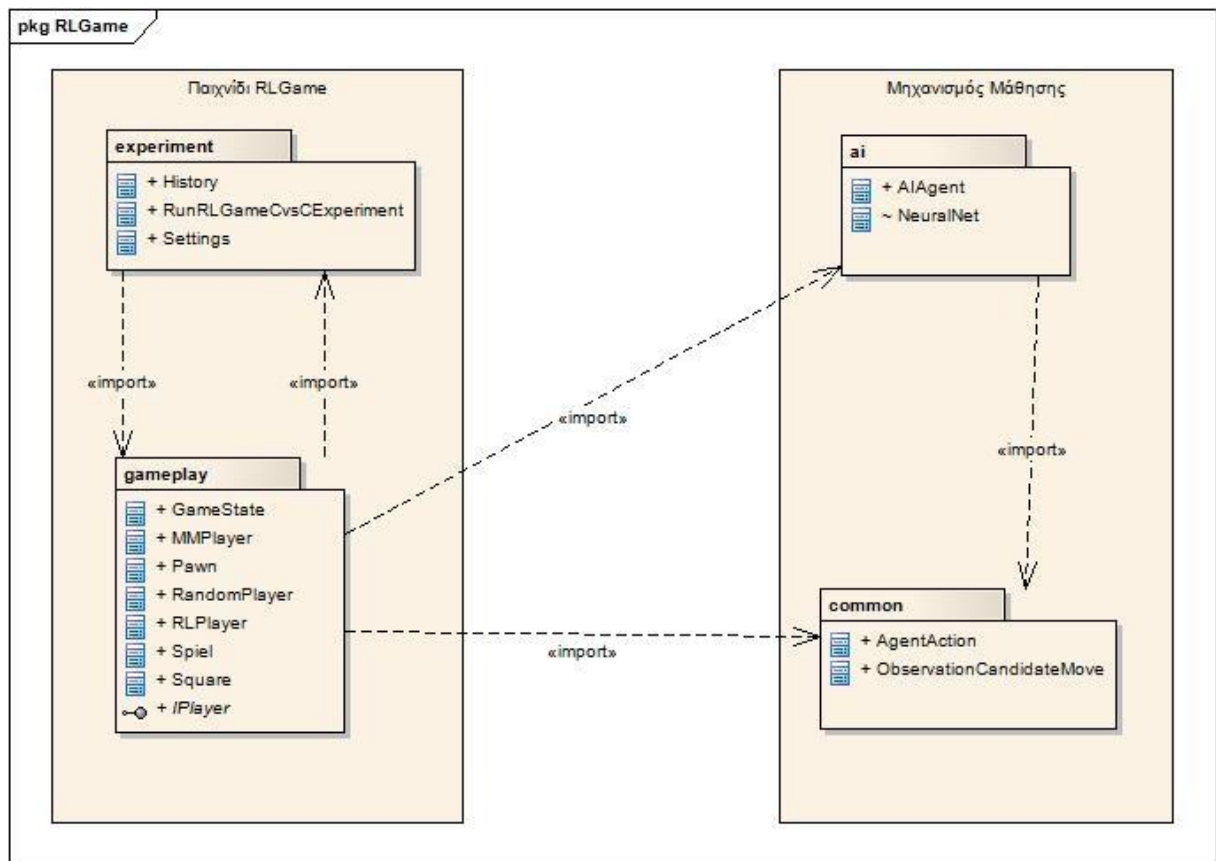 pkg RLGame
Παιχνίδι RLGame
experiment
+ History
+ RunRLGameCvsCExperiment
+ Settings
«import»
«import»
gameplay
+ GameState
+ MMPlayer
+ Pawn
+ RandomPlayer
+ RLPlayer
+ Spiel
+ Square
+ IPlayer
«import»
«import»
Μηχανισμός Μάθησης
ai
+ AIAgent
~ NeuralNet
«import»
common
+ AgentAction
+ ObservationCandidateMove